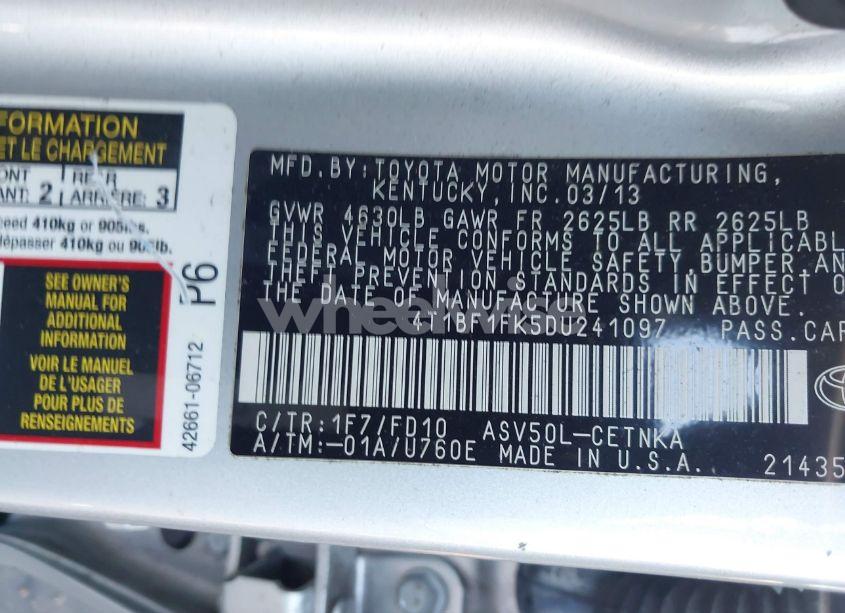 FORMATION
ET LE CHARGEMENT
ONT
ANT: 2
REAR
ARRIÈRE: 3
ceed 410kg or 905lbs.
dépasser 410kg ou 905lb.
SEE OWNER'S
MANUAL FOR
ADDITIONAL
INFORMATION
VOIR LE MANUEL
DE L'USAGER
POUR PLUS DE
RENSEIGNEMENTS
P6
42661-06712
MFD.BY:TOYOTA MOTOR MANUFACTURING,
KENTUCKY,INC.03/13
GVWR 4630LB GAWR FR 2625LB RR 2625LB
THIS VEHICLE CONFORMS TO ALL APPLICABL
FEDERAL MOTOR VEHICLE SAFETY,BUMPER,AN
THEFT PREVENTION STANDARDS IN EFFECT O
THE DATE OF MANUFACTURE SHOWN ABOVE.
4T1BF1FK5DU241097 PASS.CAR
C/TR:1F7/FD10 ASV50L-CETNKA
A/TM:-01A/U760E MADE IN U.S.A. 21435
wheelwise